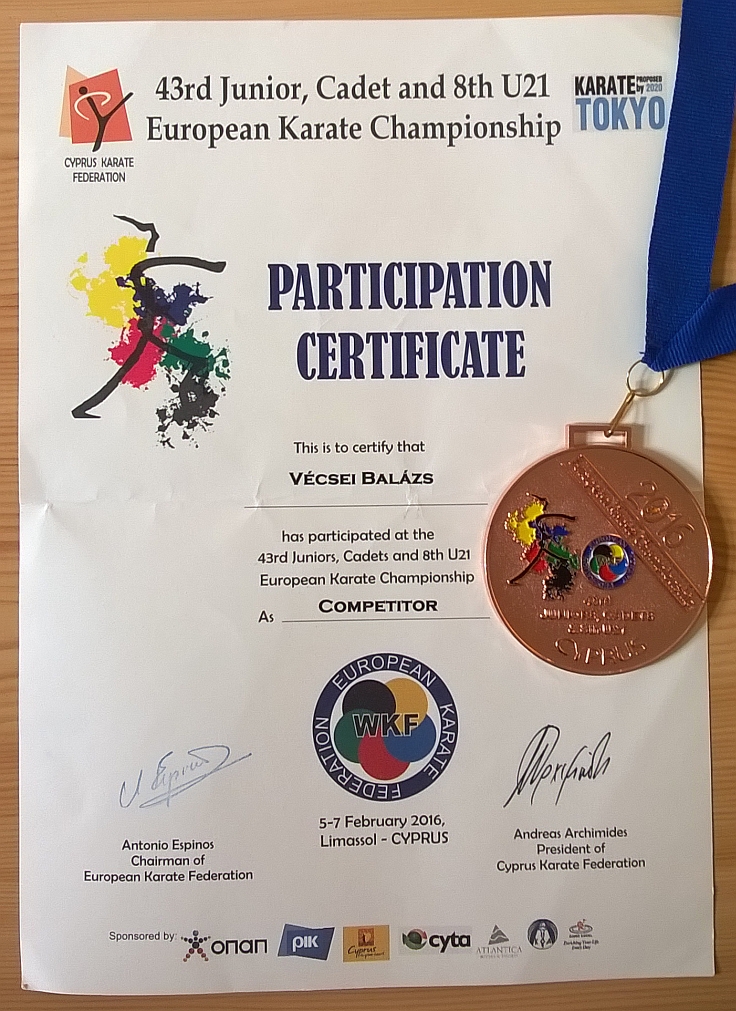 43rd Junior, Cadet and 8th U21
European Karate Championship
CYPRUS KARATE
FEDERATION
KARATE PROPOSED by 2020
TOKYO
PARTICIPATION
CERTIFICATE
This is to certify that
VÉCSEI BALÁZS
has participated at the
43rd Juniors, Cadets and 8th U21
European Karate Championship
As COMPETITOR
2016
CYPRUS
EUROPEAN KARATE FEDERATION
WKF
5-7 February 2016,
Limassol - CYPRUS
Antonio Espinos
Chairman of
European Karate Federation
Andreas Archimides
President of
Cyprus Karate Federation
Sponsored by:
οπαπ
ρικ
Cyprus
cyta
ATLANTICA